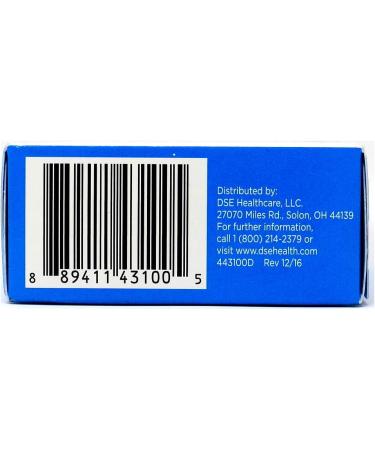 Distributed by:
DSE Healthcare, LLC.
27070 Miles Rd., Solon, OH 44139
For further information,
call 1 (800) 214-2379 or
visit www.dsehealth.com
443100D Rev 12/16
8 89411 43100 5